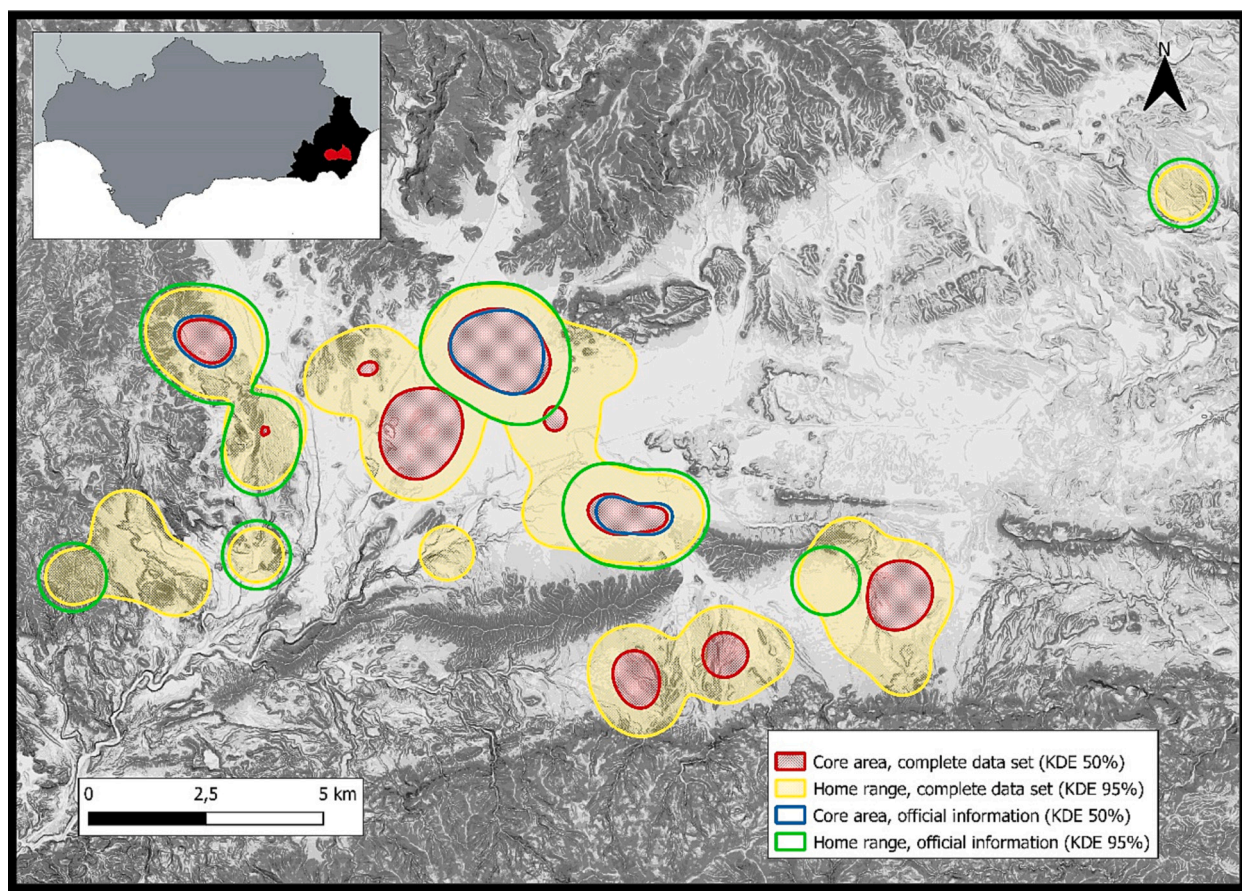 N
Core area, complete data set (KDE 50%)
Home range, complete data set (KDE 95%)
Core area, official information (KDE 50%)
Home range, official information (KDE 95%)
0 2,5 5 km